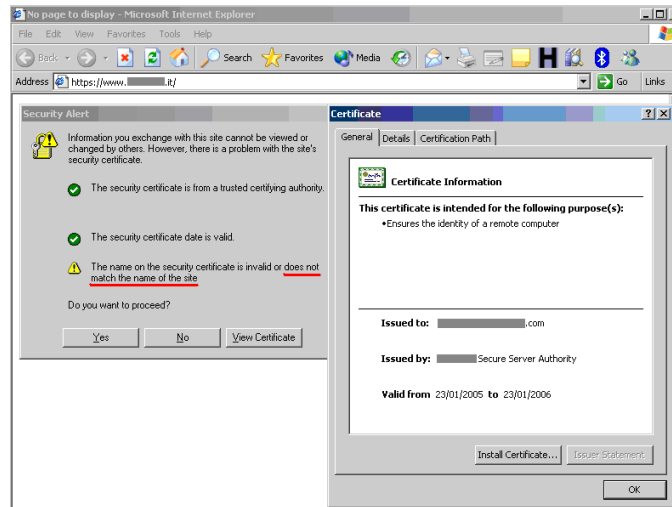 No page to display - Microsoft Internet Explorer
File Edit View Favorites Tools Help
Back Search Favorites Media
Address https://www. .it/ Go Links
Security Alert
Information you exchange with this site cannot be viewed or
changed by others. However, there is a problem with the site's
security certificate.
The security certificate is from a trusted certifying authority.
The security certificate date is valid.
The name on the security certificate is invalid or does not
match the name of the site
Do you want to proceed?
Yes No View Certificate
Certificate
General Details Certification Path
Certificate Information
This certificate is intended for the following purpose(s):
•Ensures the identity of a remote computer
Issued to: .com
Issued by: Secure Server Authority
Valid from 23/01/2005 to 23/01/2006
Install Certificate... Issuer Statement
OK